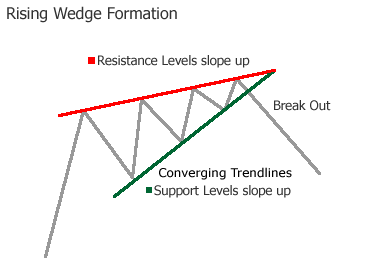 Rising Wedge Formation
Resistance Levels slope up
Break Out
Converging Trendlines
Support Levels slope up